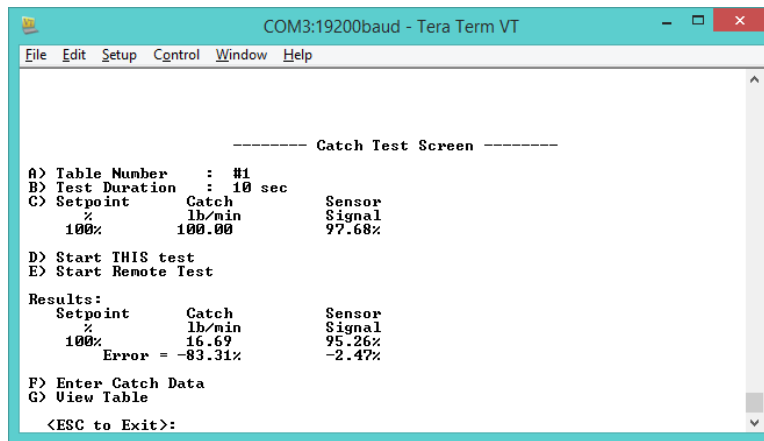 COM3:19200baud - Tera Term VT
File Edit Setup Control Window Help
-------- Catch Test Screen --------
A) Table Number : #1
B) Test Duration : 10 sec
C) Setpoint Catch Sensor
% lb/min Signal
100% 100.00 97.68%
D) Start THIS test
E) Start Remote Test
Results:
Setpoint Catch Sensor
% lb/min Signal
100% 16.69 95.26%
Error = -83.31% -2.47%
F) Enter Catch Data
G) View Table
<ESC to Exit>: